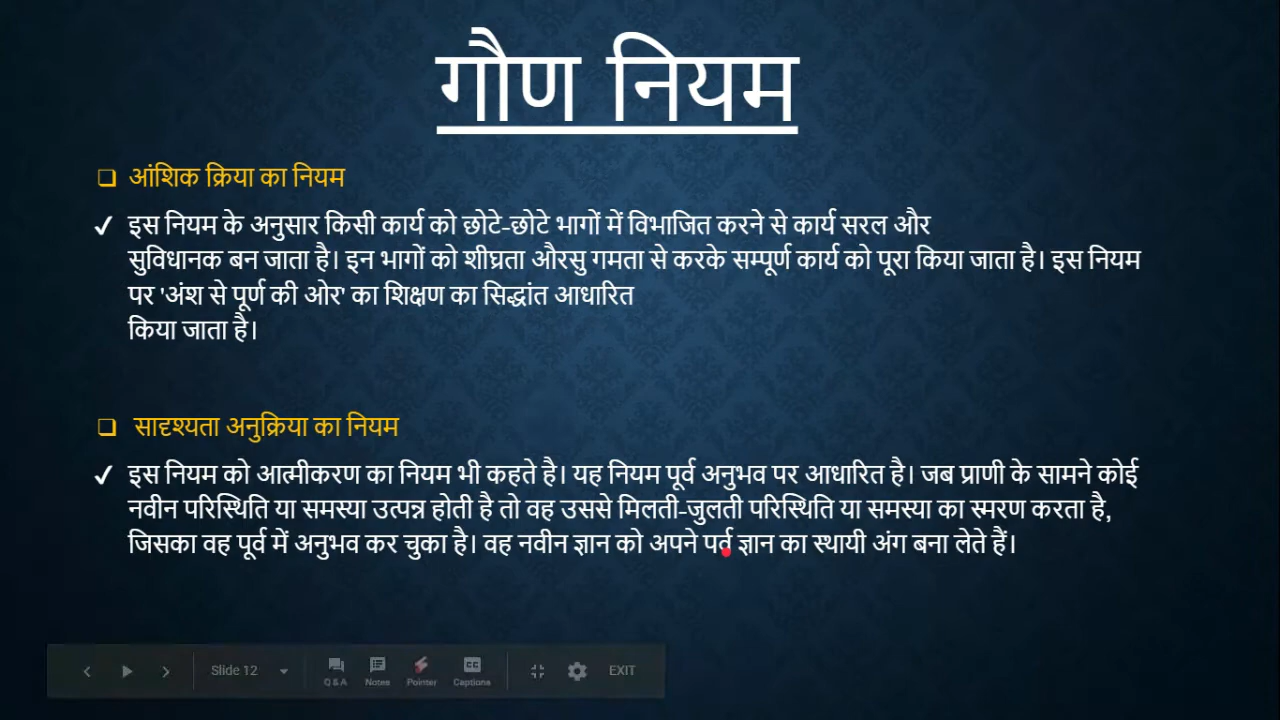 गौण नियम
आंशिक क्रिया का नियम
इस नियम के अनुसार किसी कार्य को छोटे-छोटे भागों में विभाजित करने से कार्य सरल और
सुविधानक बन जाता है। इन भागों को शीघ्रता औरसु गमता से करके सम्पूर्ण कार्य को पूरा किया जाता है। इस नियम
पर 'अंश से पूर्ण की ओर' का शिक्षण का सिद्धांत आधारित
किया जाता है।
सादृश्यता अनुक्रिया का नियम
इस नियम को आत्मीकरण का नियम भी कहते है। यह नियम पूर्व अनुभव पर आधारित है। जब प्राणी के सामने कोई
नवीन परिस्थिति या समस्या उत्पन्न होती है तो वह उससे मिलती-जुलती परिस्थिति या समस्या का स्मरण करता है,
जिसका वह पूर्व में अनुभव कर चुका है। वह नवीन ज्ञान को अपने पर्व ज्ञान का स्थायी अंग बना लेते हैं।
Slide 12 Q & A Notes Pointer Captions EXIT